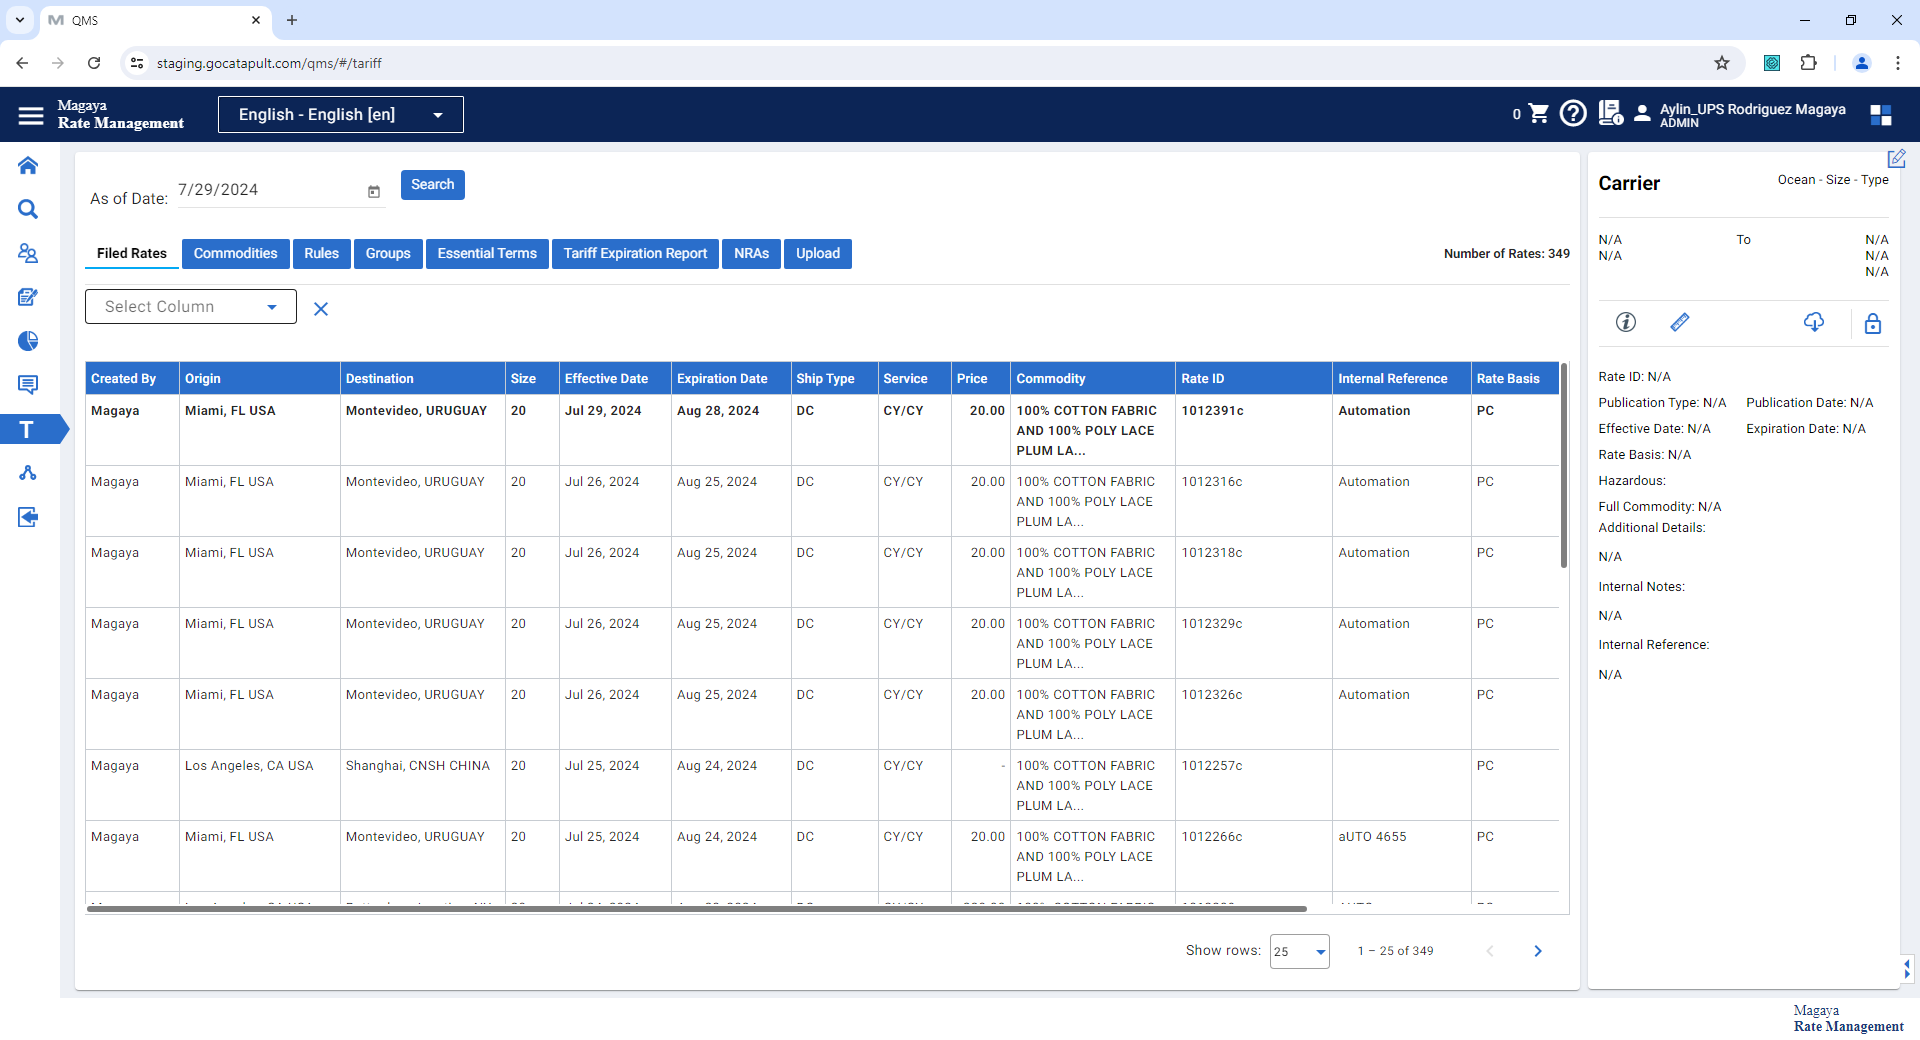 QMS
staging.gocatapult.com/qms/#/tariff
Magaya
Rate Management
English - English [en]
0
Aylin_UPS Rodriguez Magaya
ADMIN
As of Date: 7/29/2024
Search
Filed Rates Commodities Rules Groups Essential Terms Tariff Expiration Report NRAs Upload
Number of Rates: 349
Select Column
Created By Origin Destination Size Effective Date Expiration Date Ship Type Service Price Commodity Rate ID Internal Reference Rate Basis
Magaya Miami, FL USA Montevideo, URUGUAY 20 Jul 29, 2024 Aug 28, 2024 DC CY/CY 20.00 100% COTTON FABRIC 1012391c Automation PC
AND 100% POLY LACE
PLUM LA...
Magaya Miami, FL USA Montevideo, URUGUAY 20 Jul 26, 2024 Aug 25, 2024 DC CY/CY 20.00 100% COTTON FABRIC 1012316c Automation PC
AND 100% POLY LACE
PLUM LA...
Magaya Miami, FL USA Montevideo, URUGUAY 20 Jul 26, 2024 Aug 25, 2024 DC CY/CY 20.00 100% COTTON FABRIC 1012318c Automation PC
AND 100% POLY LACE
PLUM LA...
Magaya Miami, FL USA Montevideo, URUGUAY 20 Jul 26, 2024 Aug 25, 2024 DC CY/CY 20.00 100% COTTON FABRIC 1012329c Automation PC
AND 100% POLY LACE
PLUM LA...
Magaya Miami, FL USA Montevideo, URUGUAY 20 Jul 26, 2024 Aug 25, 2024 DC CY/CY 20.00 100% COTTON FABRIC 1012326c Automation PC
AND 100% POLY LACE
PLUM LA...
Magaya Los Angeles, CA USA Shanghai, CNSH CHINA 20 Jul 25, 2024 Aug 24, 2024 DC CY/CY - 100% COTTON FABRIC 1012257c PC
AND 100% POLY LACE
PLUM LA...
Magaya Miami, FL USA Montevideo, URUGUAY 20 Jul 25, 2024 Aug 24, 2024 DC CY/CY 20.00 100% COTTON FABRIC 1012266c aUTO 4655 PC
AND 100% POLY LACE
PLUM LA...
Show rows: 25 1 – 25 of 349
Carrier
Ocean - Size - Type
N/A To N/A
N/A N/A
N/A
Rate ID: N/A
Publication Type: N/A Publication Date: N/A
Effective Date: N/A Expiration Date: N/A
Rate Basis: N/A
Hazardous:
Full Commodity: N/A
Additional Details:
N/A
Internal Notes:
N/A
Internal Reference:
N/A
Magaya
Rate Management